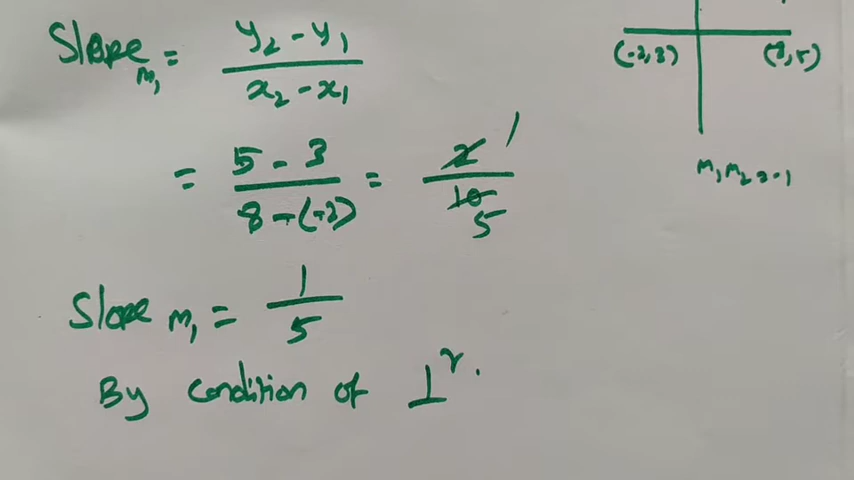 Slope m₁ = y₂ - y₁ / x₂ - x₁
= 5 - 3 / 8 - (-2) = 2 / 10 1 / 5
Slope m₁ = 1 / 5
By condition of ⊥ʳ.
(-2,3) (8,5)
m₁m₂ = -1